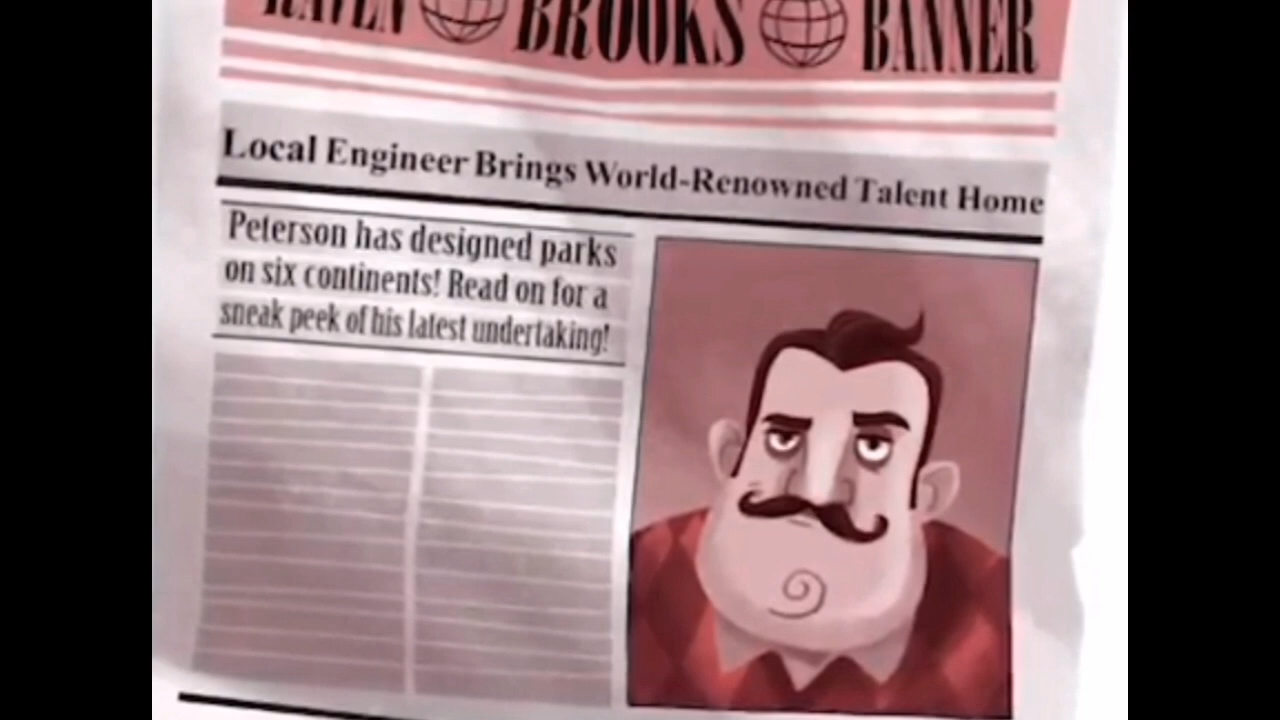 RAVEN BROOKS BANNER
Local Engineer Brings World-Renowned Talent Home
Peterson has designed parks
on six continents! Read on for a
sneak peek of his latest undertaking!